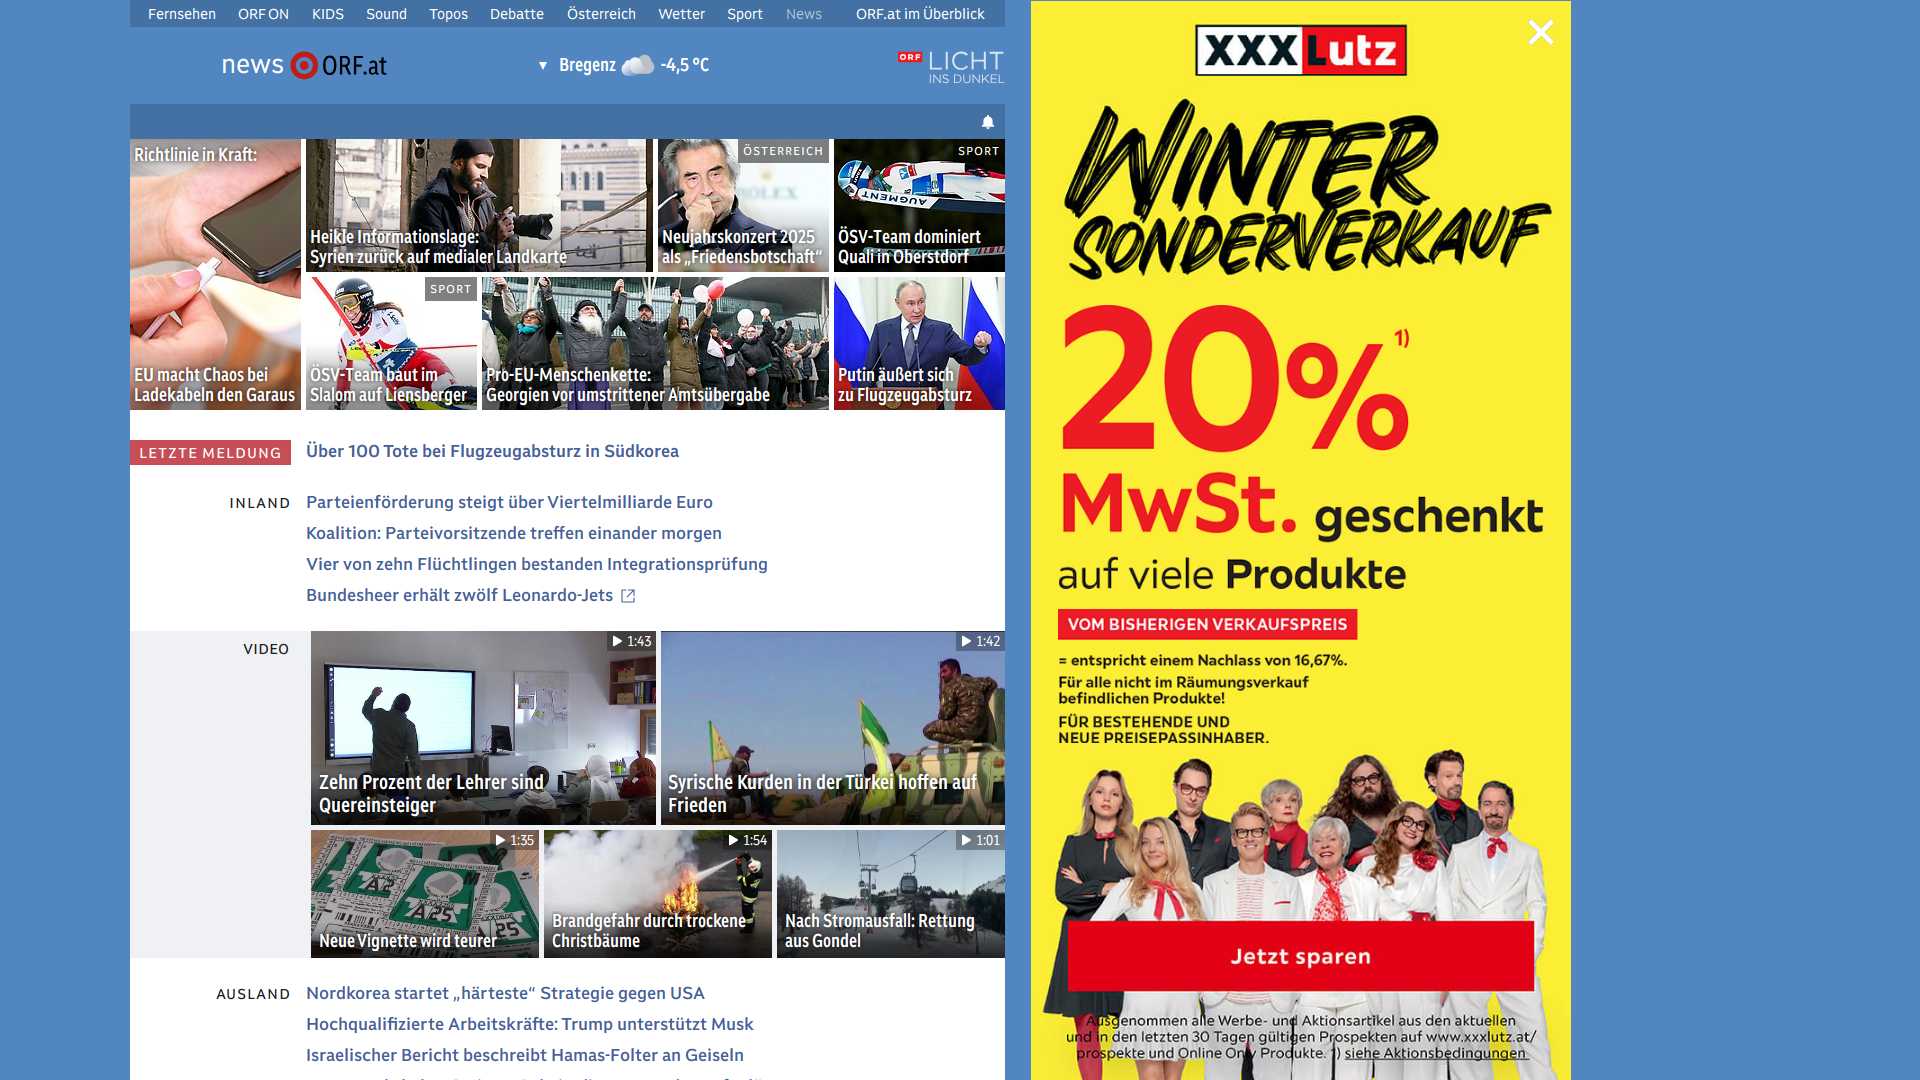 Fernsehen ORF ON KIDS Sound Topos Debatte Österreich Wetter Sport News ORF.at im Überblick
news ORF.at
▼ Bregenz -4,5 °C
ORF LICHT
INS DUNKEL
Richtlinie in Kraft:
EU macht Chaos bei
Ladekabeln den Garaus
Heikle Informationslage:
Syrien zurück auf medialer Landkarte
ÖSTERREICH
ROLEX
Neujahrskonzert 2025
als „Friedensbotschaft“
SPORT
AUGMENT
ÖSV-Team dominiert
Quali in Oberstdorf
SPORT
ÖSV-Team baut im
Slalom auf Liensberger
Pro-EU-Menschenkette:
Georgien vor umstrittener Amtsübergabe
Putin äußert sich
zu Flugzeugabsturz
LETZTE MELDUNG
Über 100 Tote bei Flugzeugabsturz in Südkorea
INLAND
Parteienförderung steigt über Viertelmilliarde Euro
Koalition: Parteivorsitzende treffen einander morgen
Vier von zehn Flüchtlingen bestanden Integrationsprüfung
Bundesheer erhält zwölf Leonardo-Jets
VIDEO
1:43
Zehn Prozent der Lehrer sind
Quereinsteiger
1:42
Syrische Kurden in der Türkei hoffen auf
Frieden
1:35
A2 M
A25
25
Neue Vignette wird teurer
1:54
Brandgefahr durch trockene
Christbäume
1:01
Nach Stromausfall: Rettung
aus Gondel
AUSLAND
Nordkorea startet „härteste“ Strategie gegen USA
Hochqualifizierte Arbeitskräfte: Trump unterstützt Musk
Israelischer Bericht beschreibt Hamas-Folter an Geiseln
XXXLutz
WINTER
SONDERVERKAUF
20% 1)
MwSt. geschenkt
auf viele Produkte
VOM BISHERIGEN VERKAUFSPREIS
= entspricht einem Nachlass von 16,67%.
Für alle nicht im Räumungsverkauf
befindlichen Produkte!
FÜR BESTEHENDE UND
NEUE PREISEPASSINHABER.
Jetzt sparen
Ausgenommen alle Werbe- und Aktionsartikel aus den aktuellen
und in den letzten 30 Tagen gültigen Prospekten auf www.xxxlutz.at/
prospekte und Online Only Produkte. 1) siehe Aktionsbedingungen